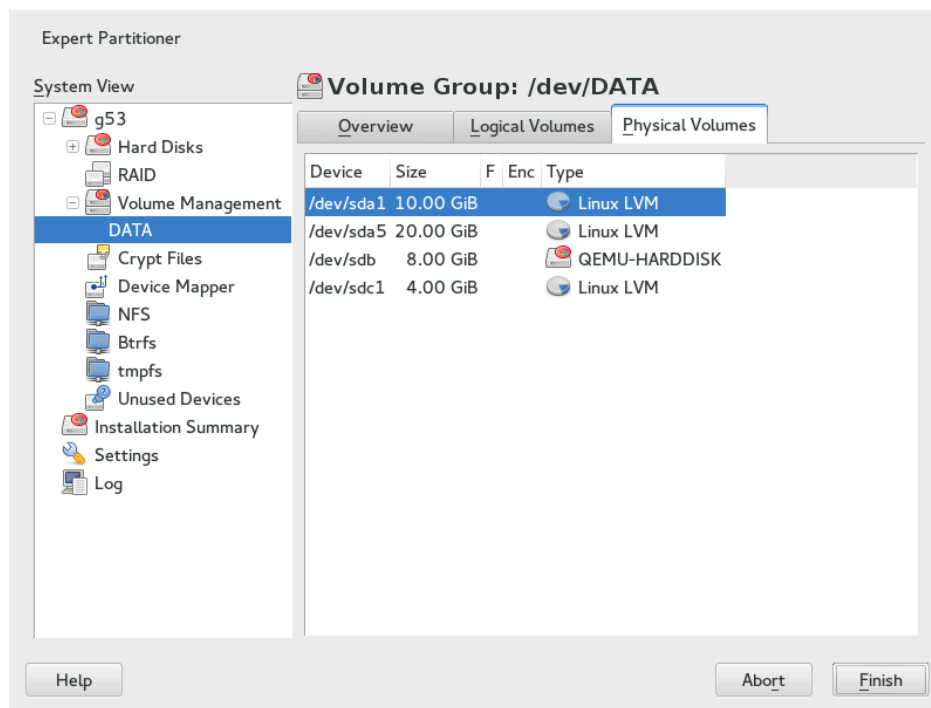 Expert Partitioner
System View
g53
Hard Disks
RAID
Volume Management
DATA
Crypt Files
Device Mapper
NFS
Btrfs
tmpfs
Unused Devices
Installation Summary
Settings
Log
Volume Group: /dev/DATA
Overview Logical Volumes Physical Volumes
Device Size F Enc Type
/dev/sda1 10.00 GiB Linux LVM
/dev/sda5 20.00 GiB Linux LVM
/dev/sdb 8.00 GiB QEMU-HARDDISK
/dev/sdc1 4.00 GiB Linux LVM
Help Abort Finish